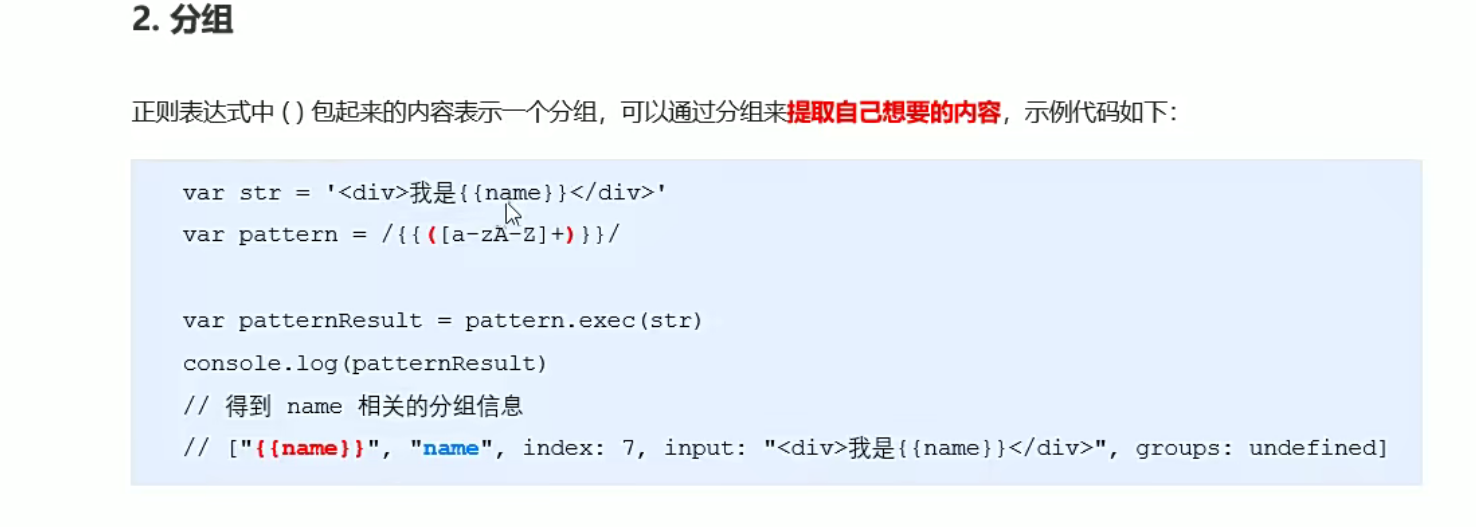 2. 分组
正则表达式中 ( ) 包起来的内容表示一个分组，可以通过分组来提取自己想要的内容，示例代码如下：
var str = '<div>我是{{name}}</div>'
var pattern = /{{([a-zA-Z]+)}}/
var patternResult = pattern.exec(str)
console.log(patternResult)
// 得到 name 相关的分组信息
// ["{{name}}", "name", index: 7, input: "<div>我是{{name}}</div>", groups: undefined]